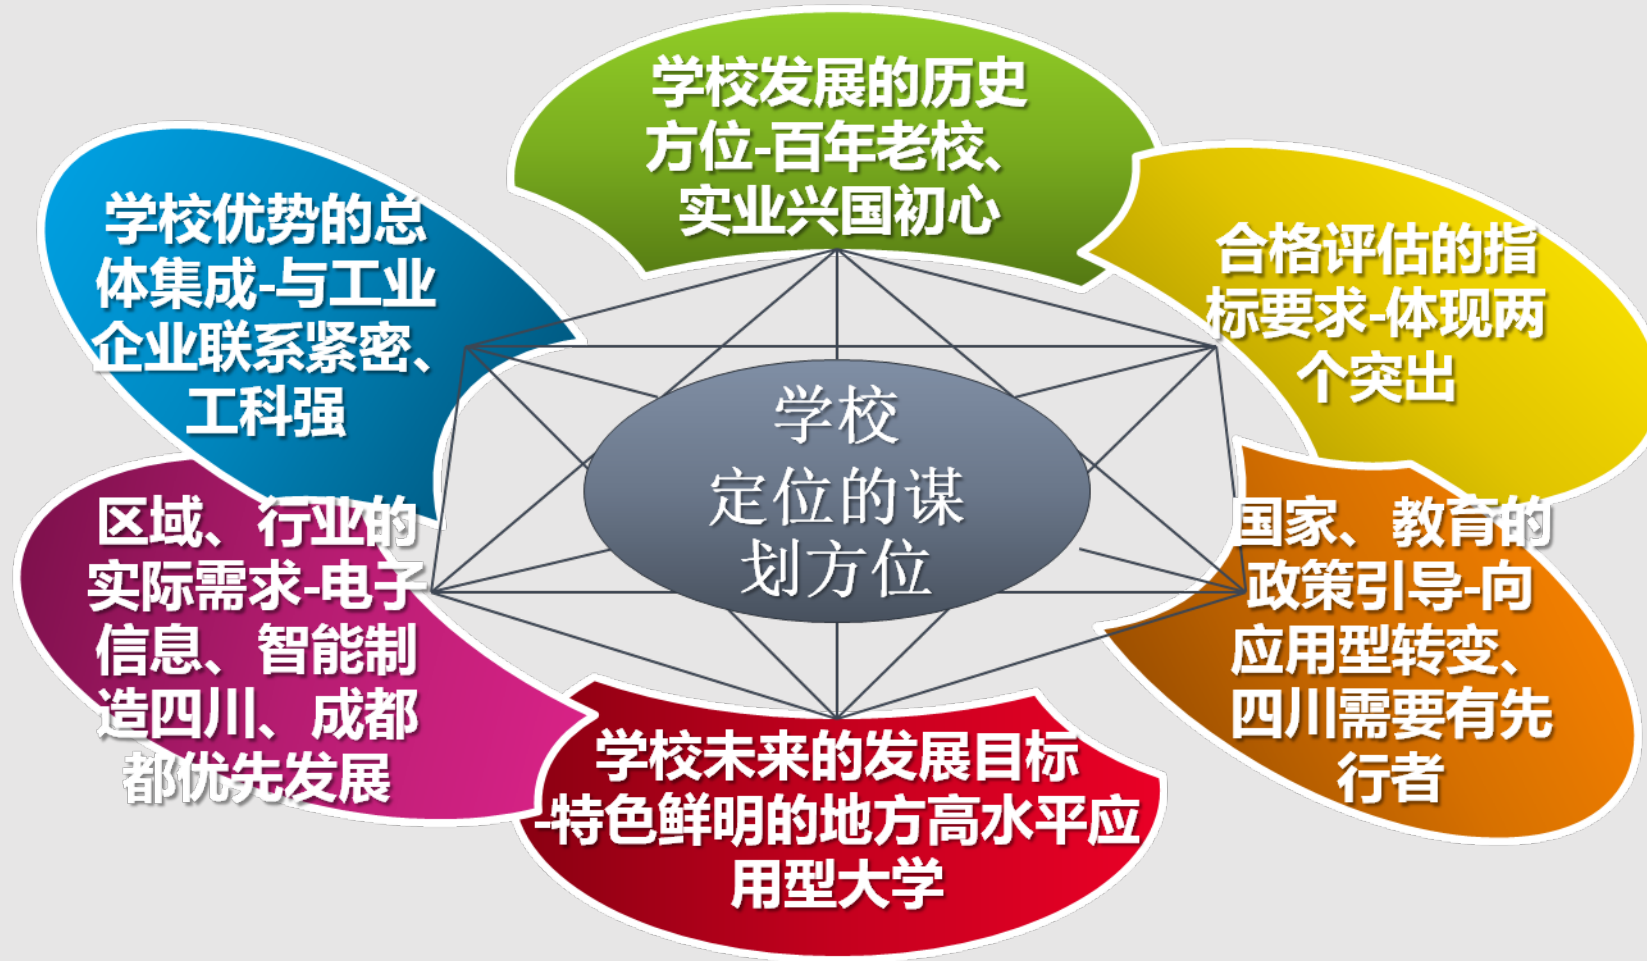 学校发展的历史
方位-百年老校、
实业兴国初心
学校优势的总
体集成-与工业
企业联系紧密、
工科强
合格评估的指
标要求-体现两
个突出
学校
定位的谋
划方位
区域、行业的
实际需求-电子
信息、智能制
造四川、成都
都优先发展
国家、教育的
政策引导-向
应用型转变、
四川需要有先
行者
学校未来的发展目标
-特色鲜明的地方高水平应
用型大学